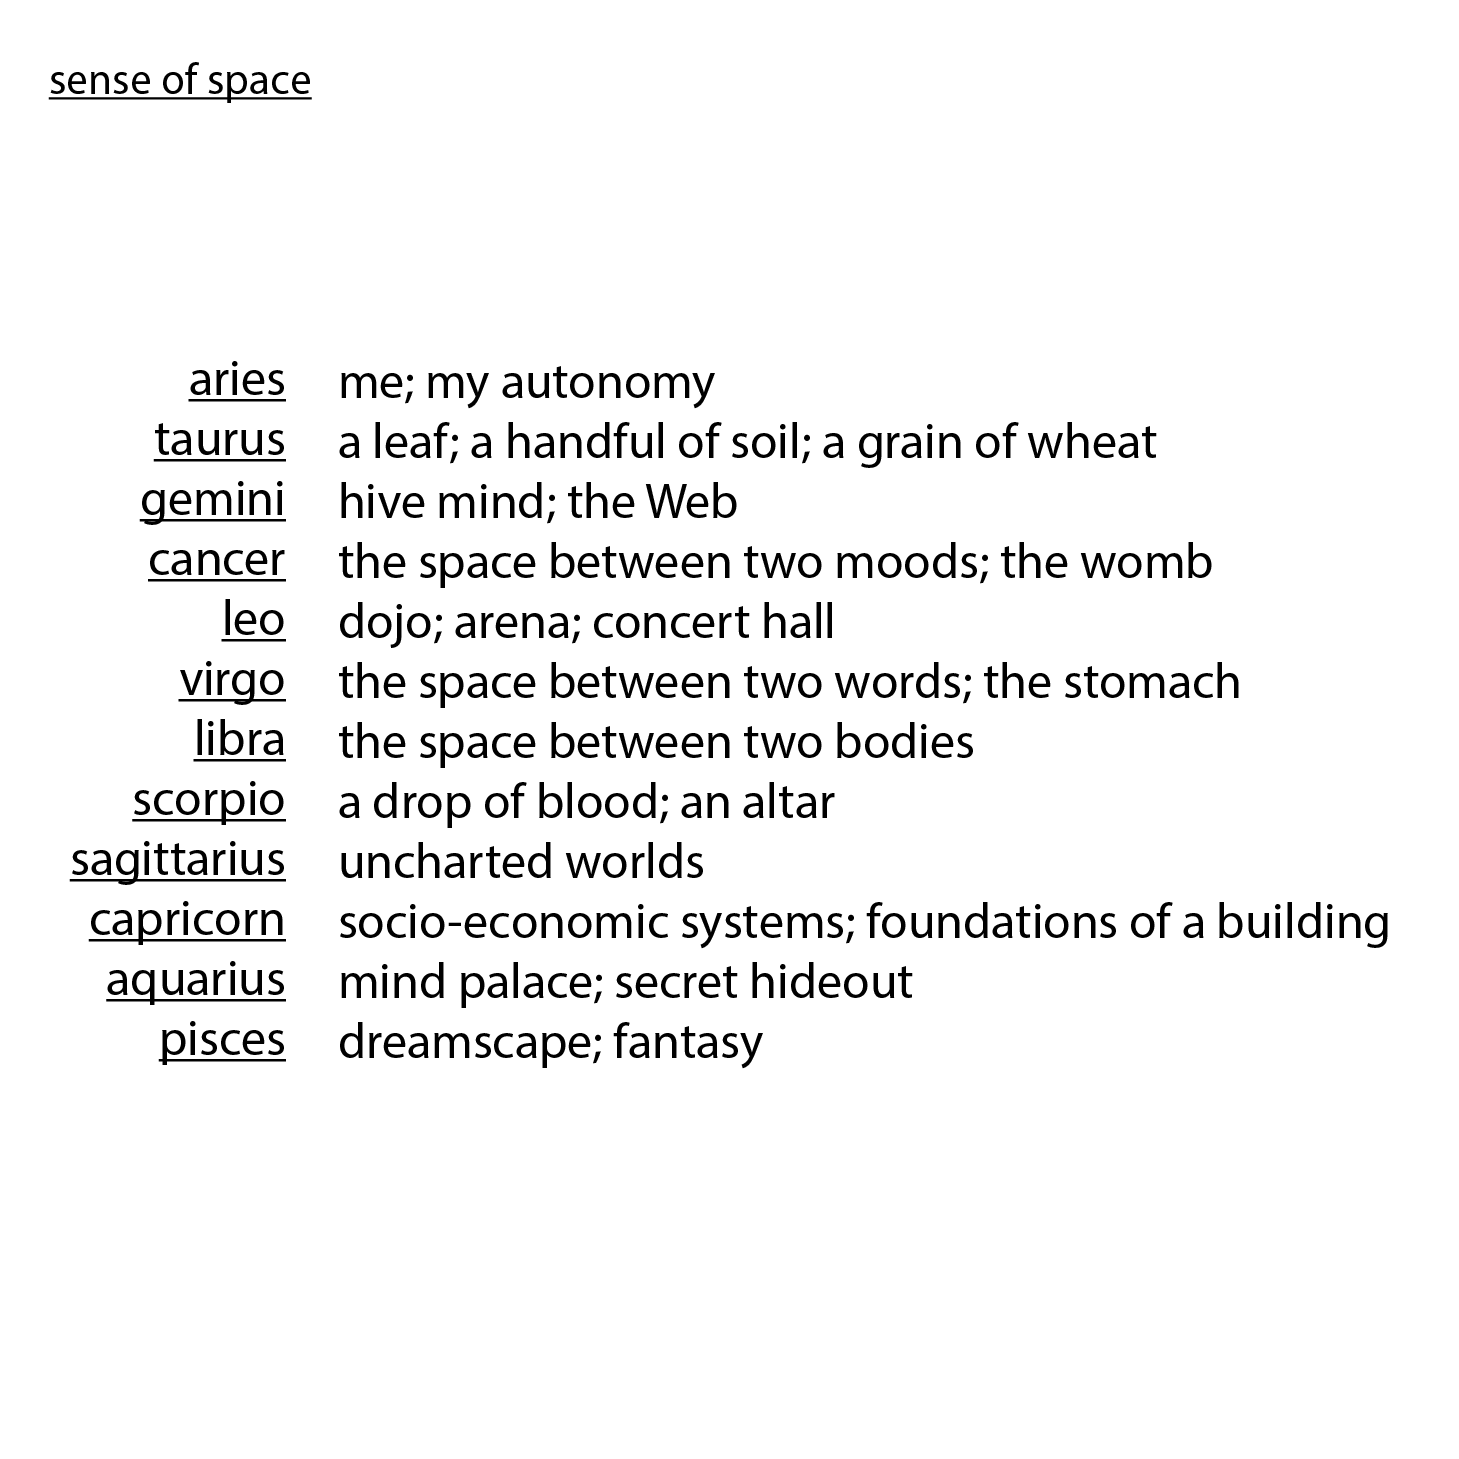 sense of space
aries me; my autonomy
taurus a leaf; a handful of soil; a grain of wheat
gemini hive mind; the Web
cancer the space between two moods; the womb
leo dojo; arena; concert hall
virgo the space between two words; the stomach
libra the space between two bodies
scorpio a drop of blood; an altar
sagittarius uncharted worlds
capricorn socio-economic systems; foundations of a building
aquarius mind palace; secret hideout
pisces dreamscape; fantasy